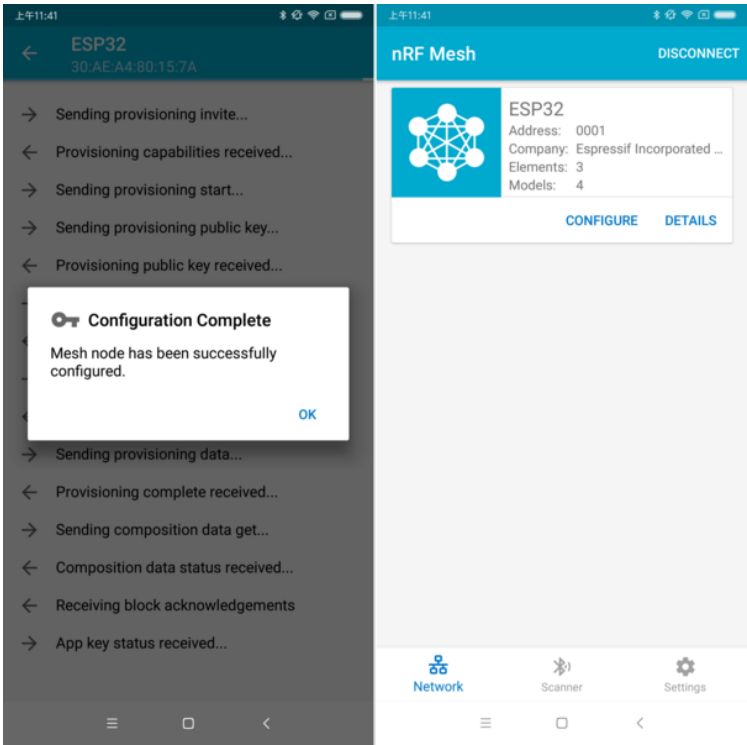 上午11:41
ESP32
30:AE:A4:80:15:7A
Sending provisioning invite...
Provisioning capabilities received...
Sending provisioning start...
Sending provisioning public key...
Provisioning public key received...
Configuration Complete
Mesh node has been successfully
configured.
OK
Sending provisioning data...
Provisioning complete received...
Sending composition data get...
Composition data status received...
Receiving block acknowledgements
App key status received...
上午11:41
nRF Mesh
DISCONNECT
ESP32
Address: 0001
Company: Espressif Incorporated ...
Elements: 3
Models: 4
CONFIGURE DETAILS
Network Scanner Settings